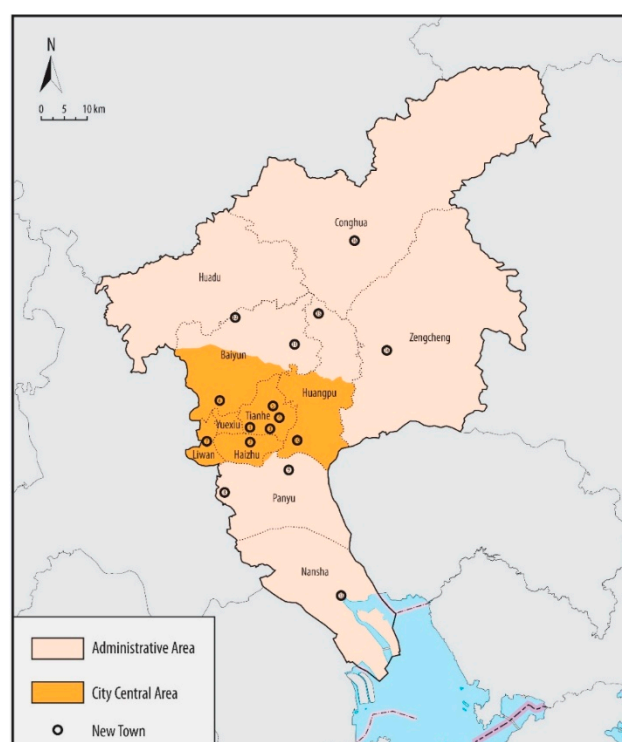 N
0 5 10 km
Conghua
Huadu
Zengcheng
Baiyun
Huangpu
Tianhe
Yuexiu
Liwan
Haizhu
Panyu
Nansha
Administrative Area
City Central Area
New Town